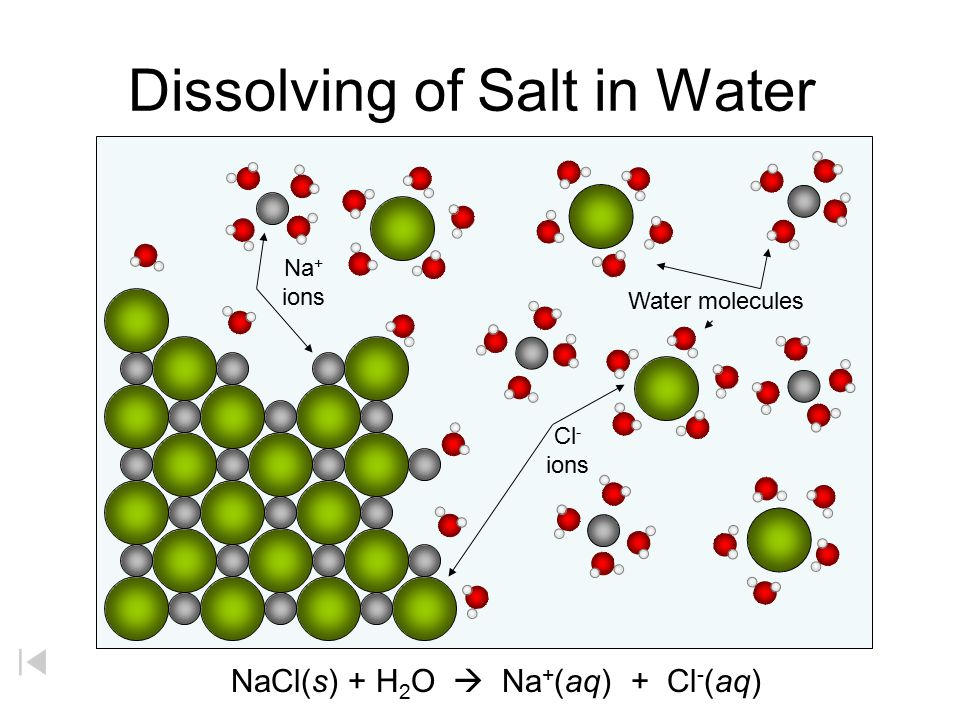 Dissolving of Salt in Water
Na⁺
ions
Water molecules
Cl⁻
ions
NaCl(s) + H₂O → Na⁺(aq) + Cl⁻(aq)